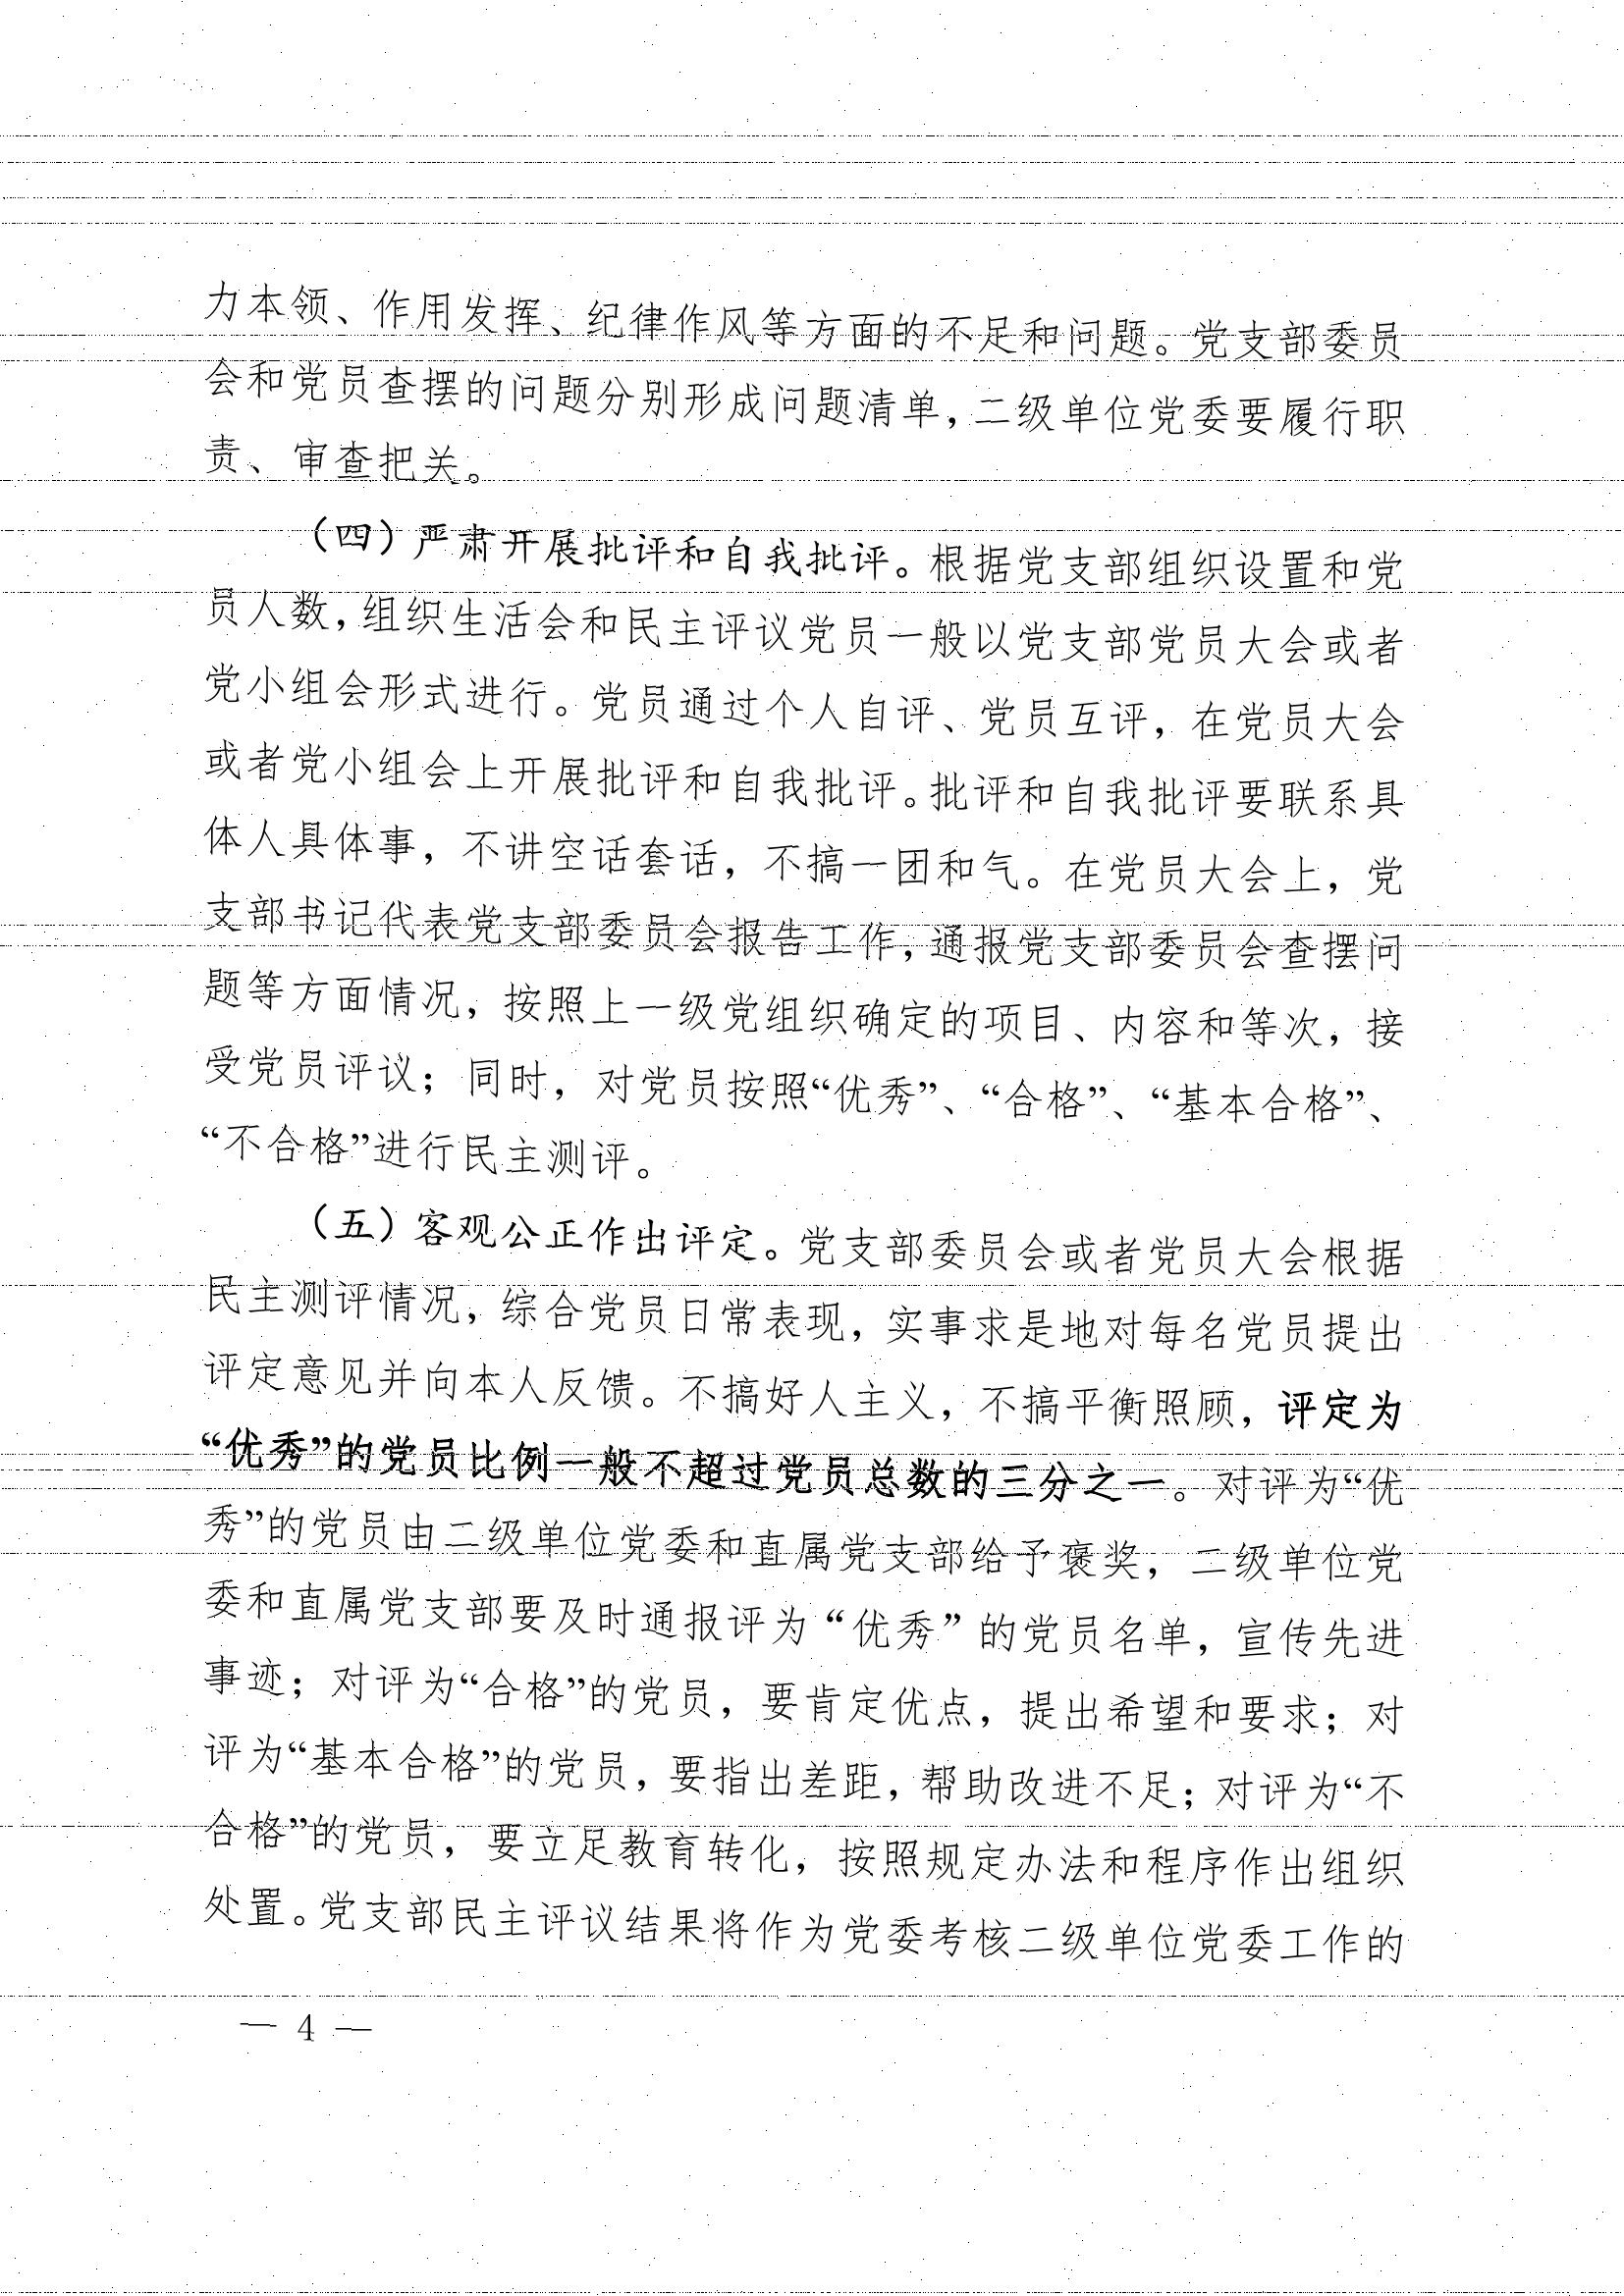 力本领、作用发挥、纪律作风等方面的不足和问题。党支部委员
会和党员查摆的问题分别形成问题清单，二级单位党委要履行职
责、审查把关。
（四）严肃开展批评和自我批评。根据党支部组织设置和党
员人数，组织生活会和民主评议党员一般以党支部党员大会或者
党小组会形式进行。党员通过个人自评、党员互评，在党员大会
或者党小组会上开展批评和自我批评。批评和自我批评要联系具
体人具体事，不讲空话套话，不搞一团和气。在党员大会上，党
支部书记代表党支部委员会报告工作，通报党支部委员会查摆问
题等方面情况，按照上一级党组织确定的项目、内容和等次，接
受党员评议；同时，对党员按照“优秀”、“合格”、“基本合格”、
“不合格”进行民主测评。
（五）客观公正作出评定。党支部委员会或者党员大会根据
民主测评情况，综合党员日常表现，实事求是地对每名党员提出
评定意见并向本人反馈。不搞好人主义，不搞平衡照顾，评定为
“优秀”的党员比例一般不超过党员总数的三分之一。对评为“优
秀”的党员由二级单位党委和直属党支部给予褒奖，二级单位党
委和直属党支部要及时通报评为“优秀”的党员名单，宣传先进
事迹；对评为“合格”的党员，要肯定优点，提出希望和要求；对
评为“基本合格”的党员，要指出差距，帮助改进不足；对评为“不
合格”的党员，要立足教育转化，按照规定办法和程序作出组织
处置。党支部民主评议结果将作为党委考核二级单位党委工作的
— 4 —